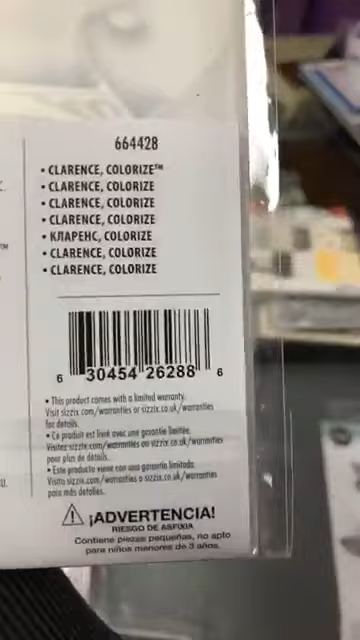 664428
• CLARENCE, COLORIZE™
• CLARENCE, COLORIZE
• CLARENCE, COLORIZE
• CLARENCE, COLORIZE
• КЛАРЕНС, COLORIZE
• CLARENCE, COLORIZE
• CLARENCE, COLORIZE
6 30454 26288 6
• This product comes with a limited warranty.
Visit sizzix.com/warranties or sizzix.co.uk/warranties
for details.
• Ce produit est livré avec une garantie limitée.
Visitez sizzix.com/warranties ou sizzix.co.uk/warranties
pour plus de détails.
• Este producto viene con una garantía limitada.
Visita sizzix.com/warranties o sizzix.co.uk/warranties
para más detalles.
¡ADVERTENCIA!
RIESGO DE ASFIXIA
Contiene piezas pequeñas, no apto
para niños menores de 3 años.